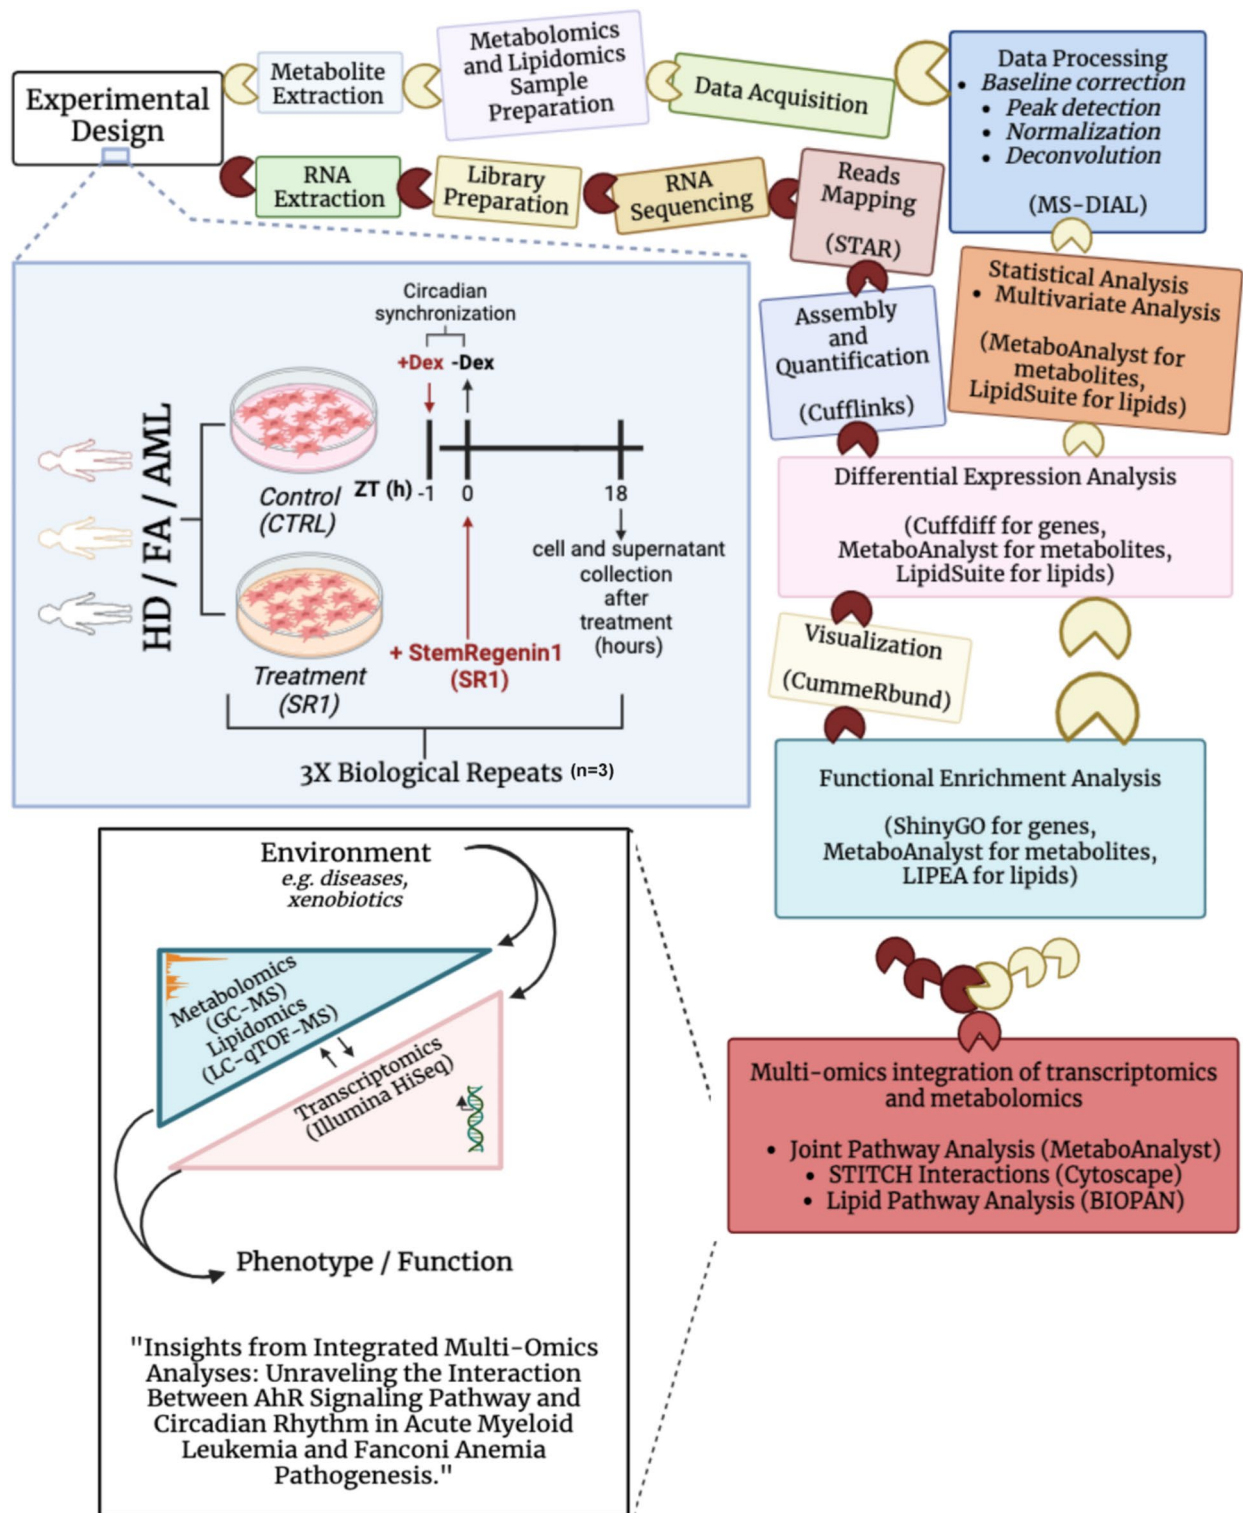 Experimental
Design
Metabolite
Extraction
Metabolomics
and Lipidomics
Sample
Preparation
Data Acquisition
Data Processing
• Baseline correction
• Peak detection
• Normalization
• Deconvolution
(MS-DIAL)
RNA
Extraction
Library
Preparation
RNA
Sequencing
Reads
Mapping
(STAR)
Statistical Analysis
• Multivariate Analysis
(MetaboAnalyst for
metabolites,
LipidSuite for lipids)
Assembly
and
Quantification
(Cufflinks)
Differential Expression Analysis
(Cuffdiff for genes,
MetaboAnalyst for metabolites,
LipidSuite for lipids)
Visualization
(CummeRbund)
Functional Enrichment Analysis
(ShinyGO for genes,
MetaboAnalyst for metabolites,
LIPEA for lipids)
Multi-omics integration of transcriptomics
and metabolomics
• Joint Pathway Analysis (MetaboAnalyst)
• STITCH Interactions (Cytoscape)
• Lipid Pathway Analysis (BIOPAN)
HD / FA / AML
Circadian
synchronization
+Dex -Dex
Control
(CTRL)
ZT (h) -1 0 18
cell and supernatant
collection
after
treatment
(hours)
+ StemRegenin1
(SR1)
Treatment
(SR1)
3X Biological Repeats (n=3)
Environment
e.g. diseases,
xenobiotics
Metabolomics
(GC-MS)
Lipidomics
(LC-qTOF-MS)
Transcriptomics
(Illumina HiSeq)
Phenotype / Function
"Insights from Integrated Multi-Omics
Analyses: Unraveling the Interaction
Between AhR Signaling Pathway and
Circadian Rhythm in Acute Myeloid
Leukemia and Fanconi Anemia
Pathogenesis."